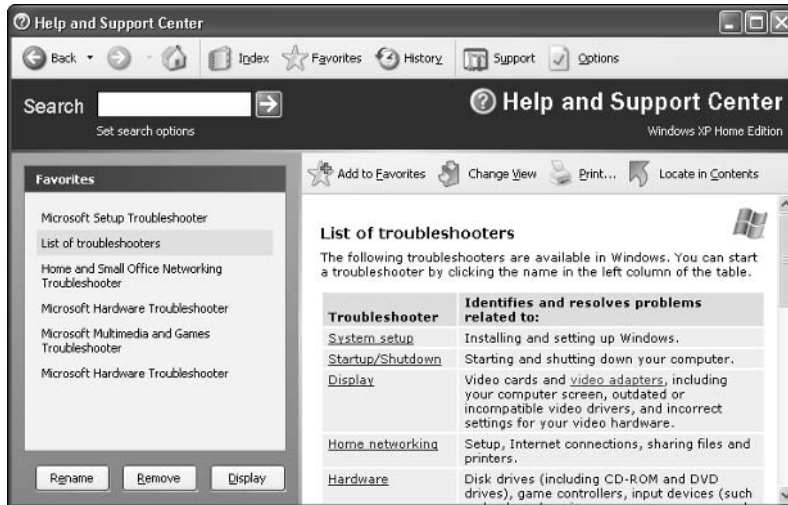 Help and Support Center
Back
Index
Favorites
History
Support
Options
Search
Set search options
Help and Support Center
Windows XP Home Edition
Favorites
Microsoft Setup Troubleshooter
List of troubleshooters
Home and Small Office Networking
Troubleshooter
Microsoft Hardware Troubleshooter
Microsoft Multimedia and Games
Troubleshooter
Microsoft Hardware Troubleshooter
Rename
Remove
Display
Add to Favorites
Change View
Print...
Locate in Contents
List of troubleshooters
The following troubleshooters are available in Windows. You can start
a troubleshooter by clicking the name in the left column of the table.
Troubleshooter
Identifies and resolves problems
related to:
System setup
Installing and setting up Windows.
Startup/Shutdown
Starting and shutting down your computer.
Display
Video cards and video adapters, including
your computer screen, outdated or
incompatible video drivers, and incorrect
settings for your video hardware.
Home networking
Setup, Internet connections, sharing files and
printers.
Hardware
Disk drives (including CD-ROM and DVD
drives), game controllers, input devices (such